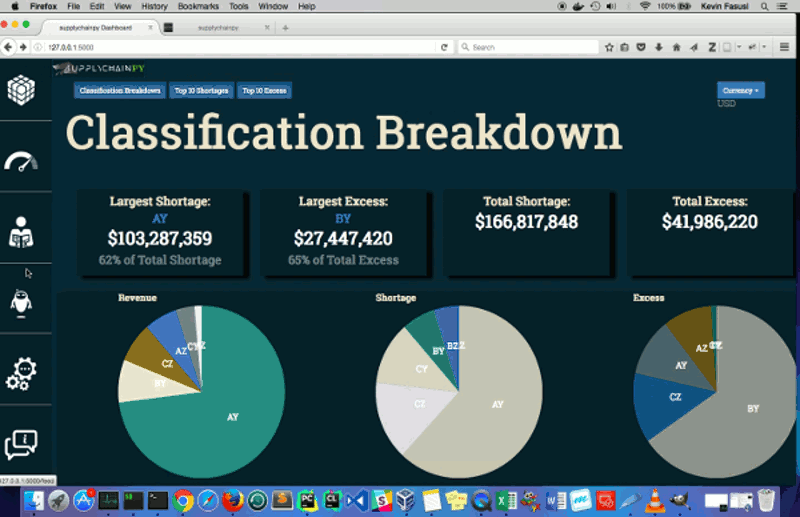 Firefox File Edit View History Bookmarks Tools Window Help 100% Kevin Fasusi
supplychainpy Dashboard supplychainpy
127.0.0.1:5000 Search
SUPPLYCHAINPY
Classification Breakdown Top 10 Shortages Top 10 Excess Currency
USD
Classification Breakdown
Largest Shortage: Largest Excess: Total Shortage: Total Excess:
AY BY $166,817,848 $41,986,220
$103,287,359 $27,447,420
62% of Total Shortage 65% of Total Excess
Revenue Shortage Excess
AY BY CZ AZ CY
AY CZ CY BY BZ
BY CZ AY AZ
127.0.0.1:5000/feed